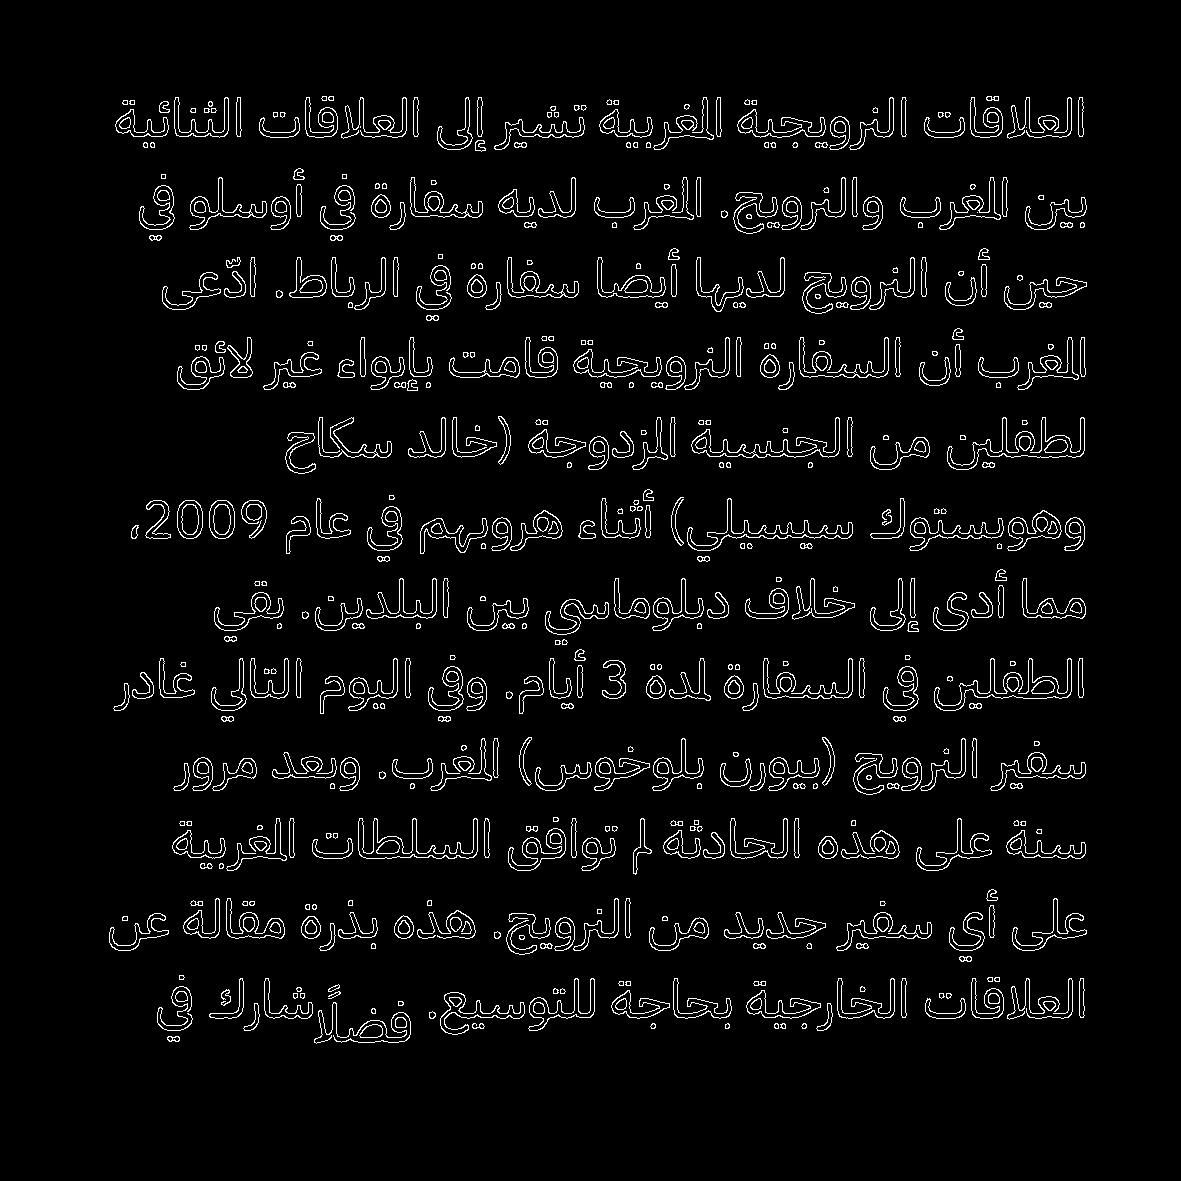 العلاقات النرويجية المغربية تشير إلى العلاقات الثنائية
بين المغرب والنرويج. المغرب لديه سفارة في أوسلو في
حين أن النرويج لديها أيضا سفارة في الرباط. ادّعى
المغرب أن السفارة النرويجية قامت بإيواء غير لائق
لطفلين من الجنسية المزدوجة (خالد سكاح
وهوبستوك سيسيلي) أثناء هروبهم في عام 2009،
مما أدى إلى خلاف دبلوماسي بين البلدين. بقي
الطفلين في السفارة لمدة 3 أيام. وفي اليوم التالي غادر
سفير النرويج (بيورن بلوخوس) المغرب. وبعد مرور
سنة على هذه الحادثة لم توافق السلطات المغربية
على أي سفير جديد من النرويج. هذه بذرة مقالة عن
العلاقات الخارجية بحاجة للتوسيع. فضلًا شارك في